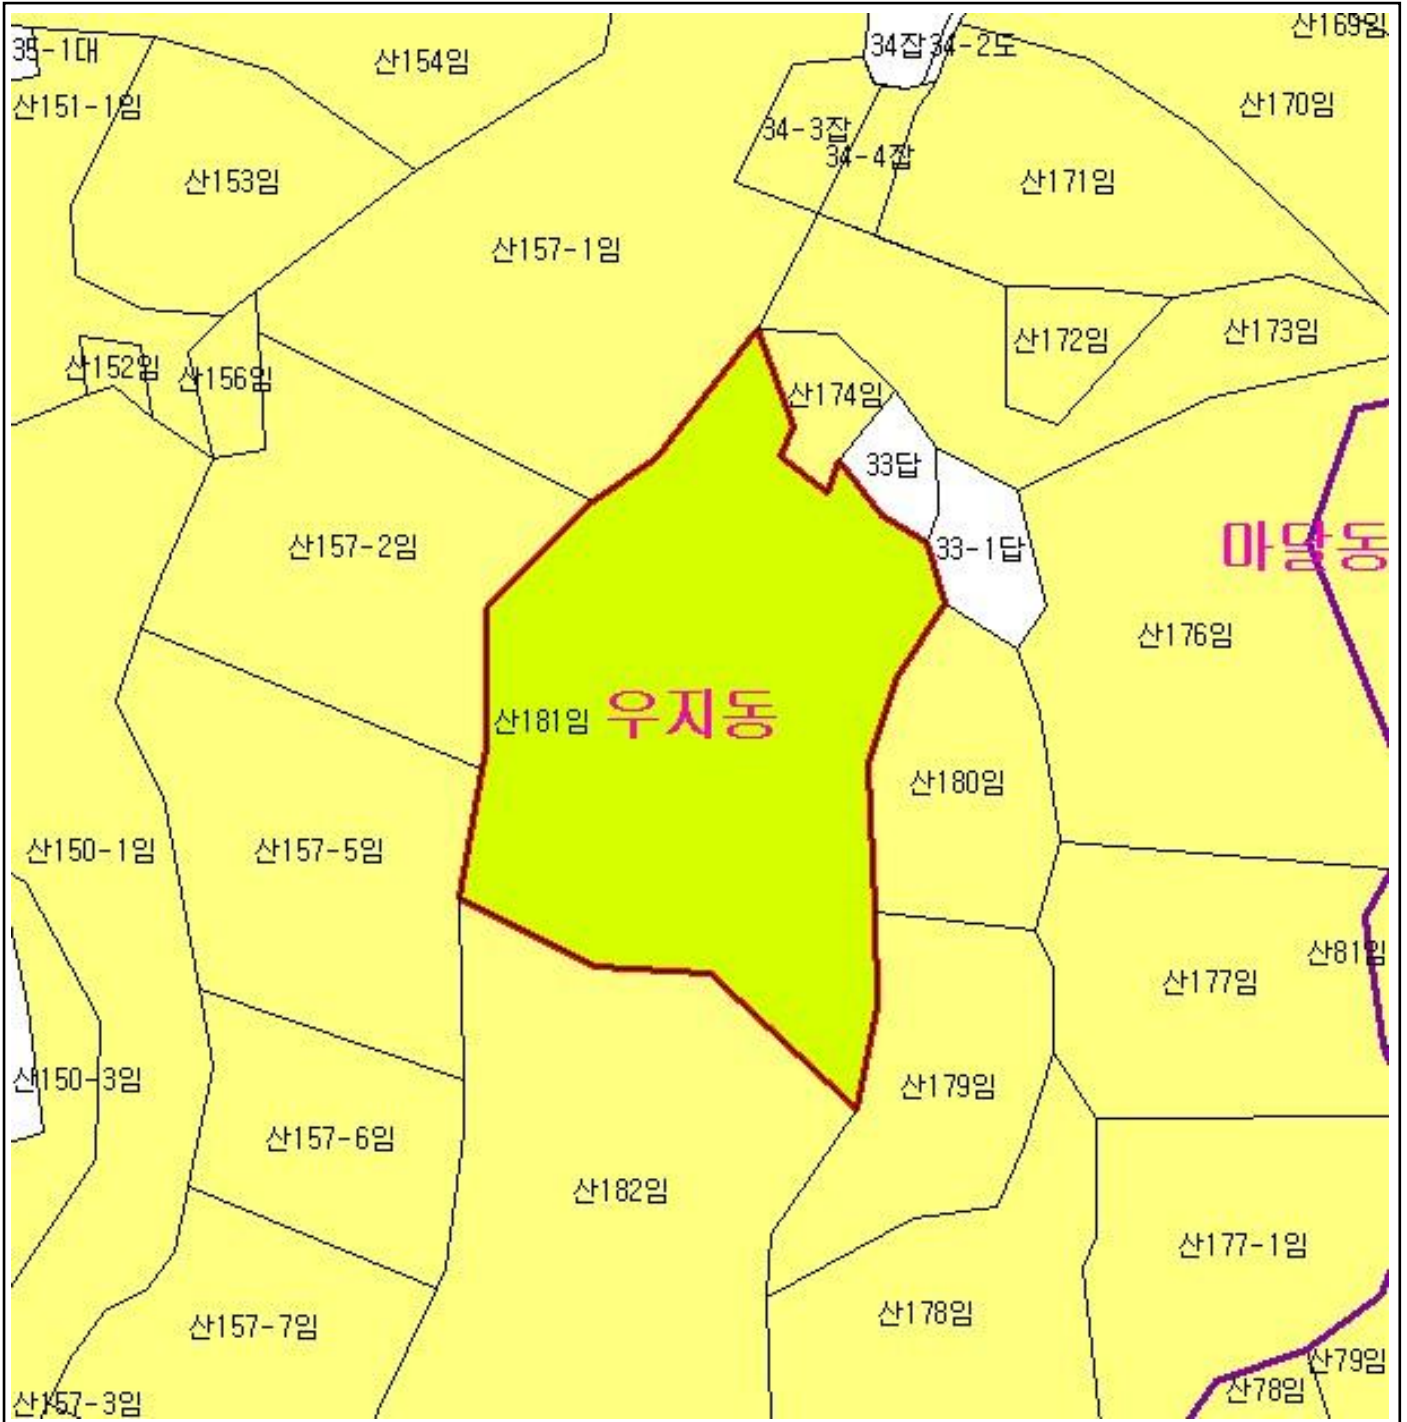 산169임
35-1대
산154임
34잡
34-2도
산151-1임
산170임
34-3잡
34-4잡
산153임
산171임
산157-1임
산172임
산173임
산152임
산156임
산174임
33답
산157-2임
33-1답
마달동
산176임
산181임
우지동
산180임
산150-1임
산157-5임
산81임
산177임
산150-3임
산179임
산157-6임
산182임
산177-1임
산178임
산157-7임
산79임
산78임
산157-3임